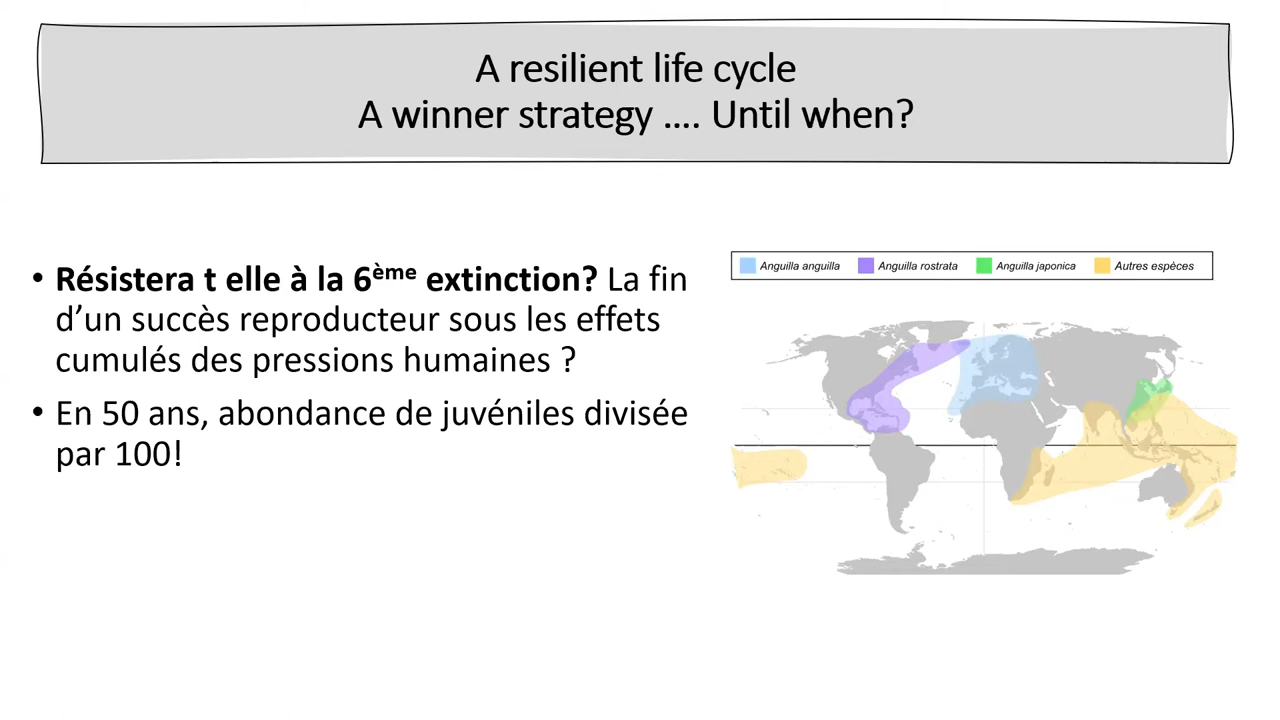 A resilient life cycle
A winner strategy .... Until when?
• Résistera t elle à la 6ème extinction? La fin
d’un succès reproducteur sous les effets
cumulés des pressions humaines ?
• En 50 ans, abondance de juvéniles divisée
par 100!
Anguilla anguilla Anguilla rostrata Anguilla japonica Autres espèces